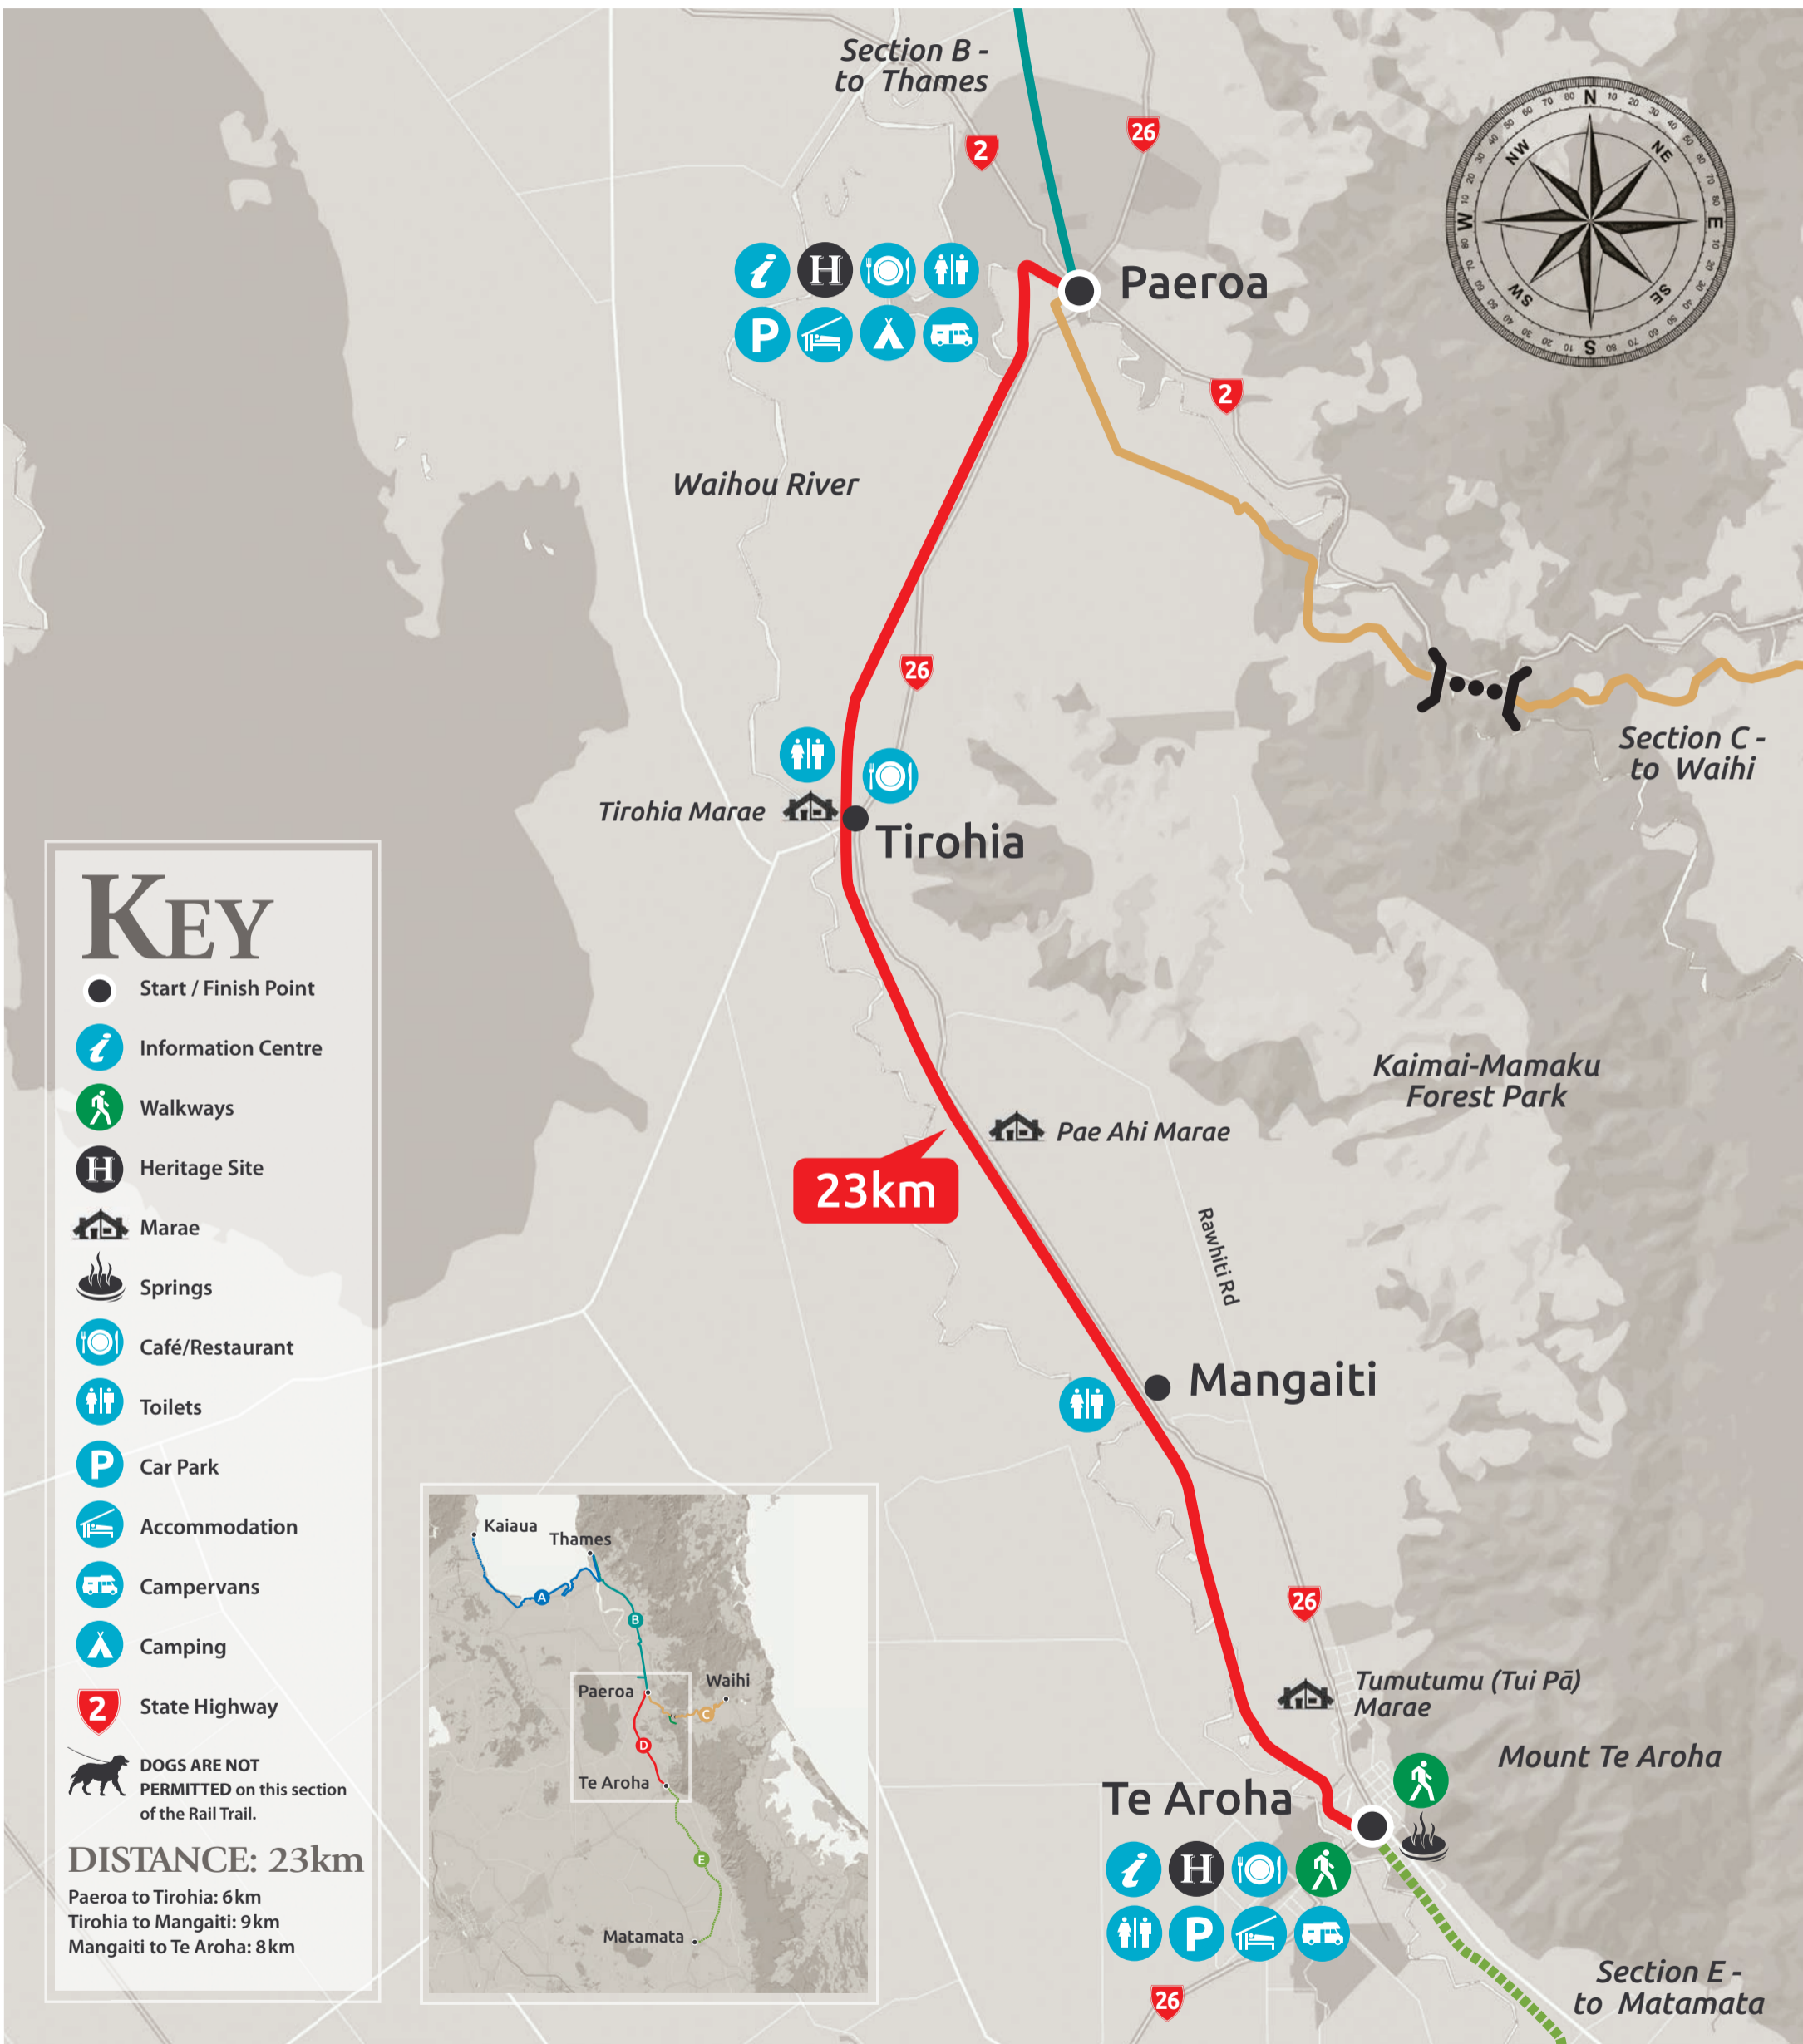 Section B -
to Thames
2
26
N
NE
E
SE
S
SW
W
NW
H
P
Paeroa
2
Waihou River
26
Section C -
to Waihi
Tirohia Marae
Tirohia
Kaimai-Mamaku
Forest Park
Pae Ahi Marae
23km
Rawhiti Rd
Mangaiti
26
Tumutumu (Tui Pā)
Marae
Mount Te Aroha
Te Aroha
H
P
Section E -
to Matamata
26
KEY
Start / Finish Point
Information Centre
Walkways
H Heritage Site
Marae
Springs
Café/Restaurant
Toilets
P Car Park
Accommodation
Campervans
Camping
2 State Highway
DOGS ARE NOT
PERMITTED on this section
of the Rail Trail.
DISTANCE: 23km
Paeroa to Tirohia: 6km
Tirohia to Mangaiti: 9km
Mangaiti to Te Aroha: 8km
Kaiaua
Thames
A
B
Waihi
Paeroa
C
D
Te Aroha
E
Matamata